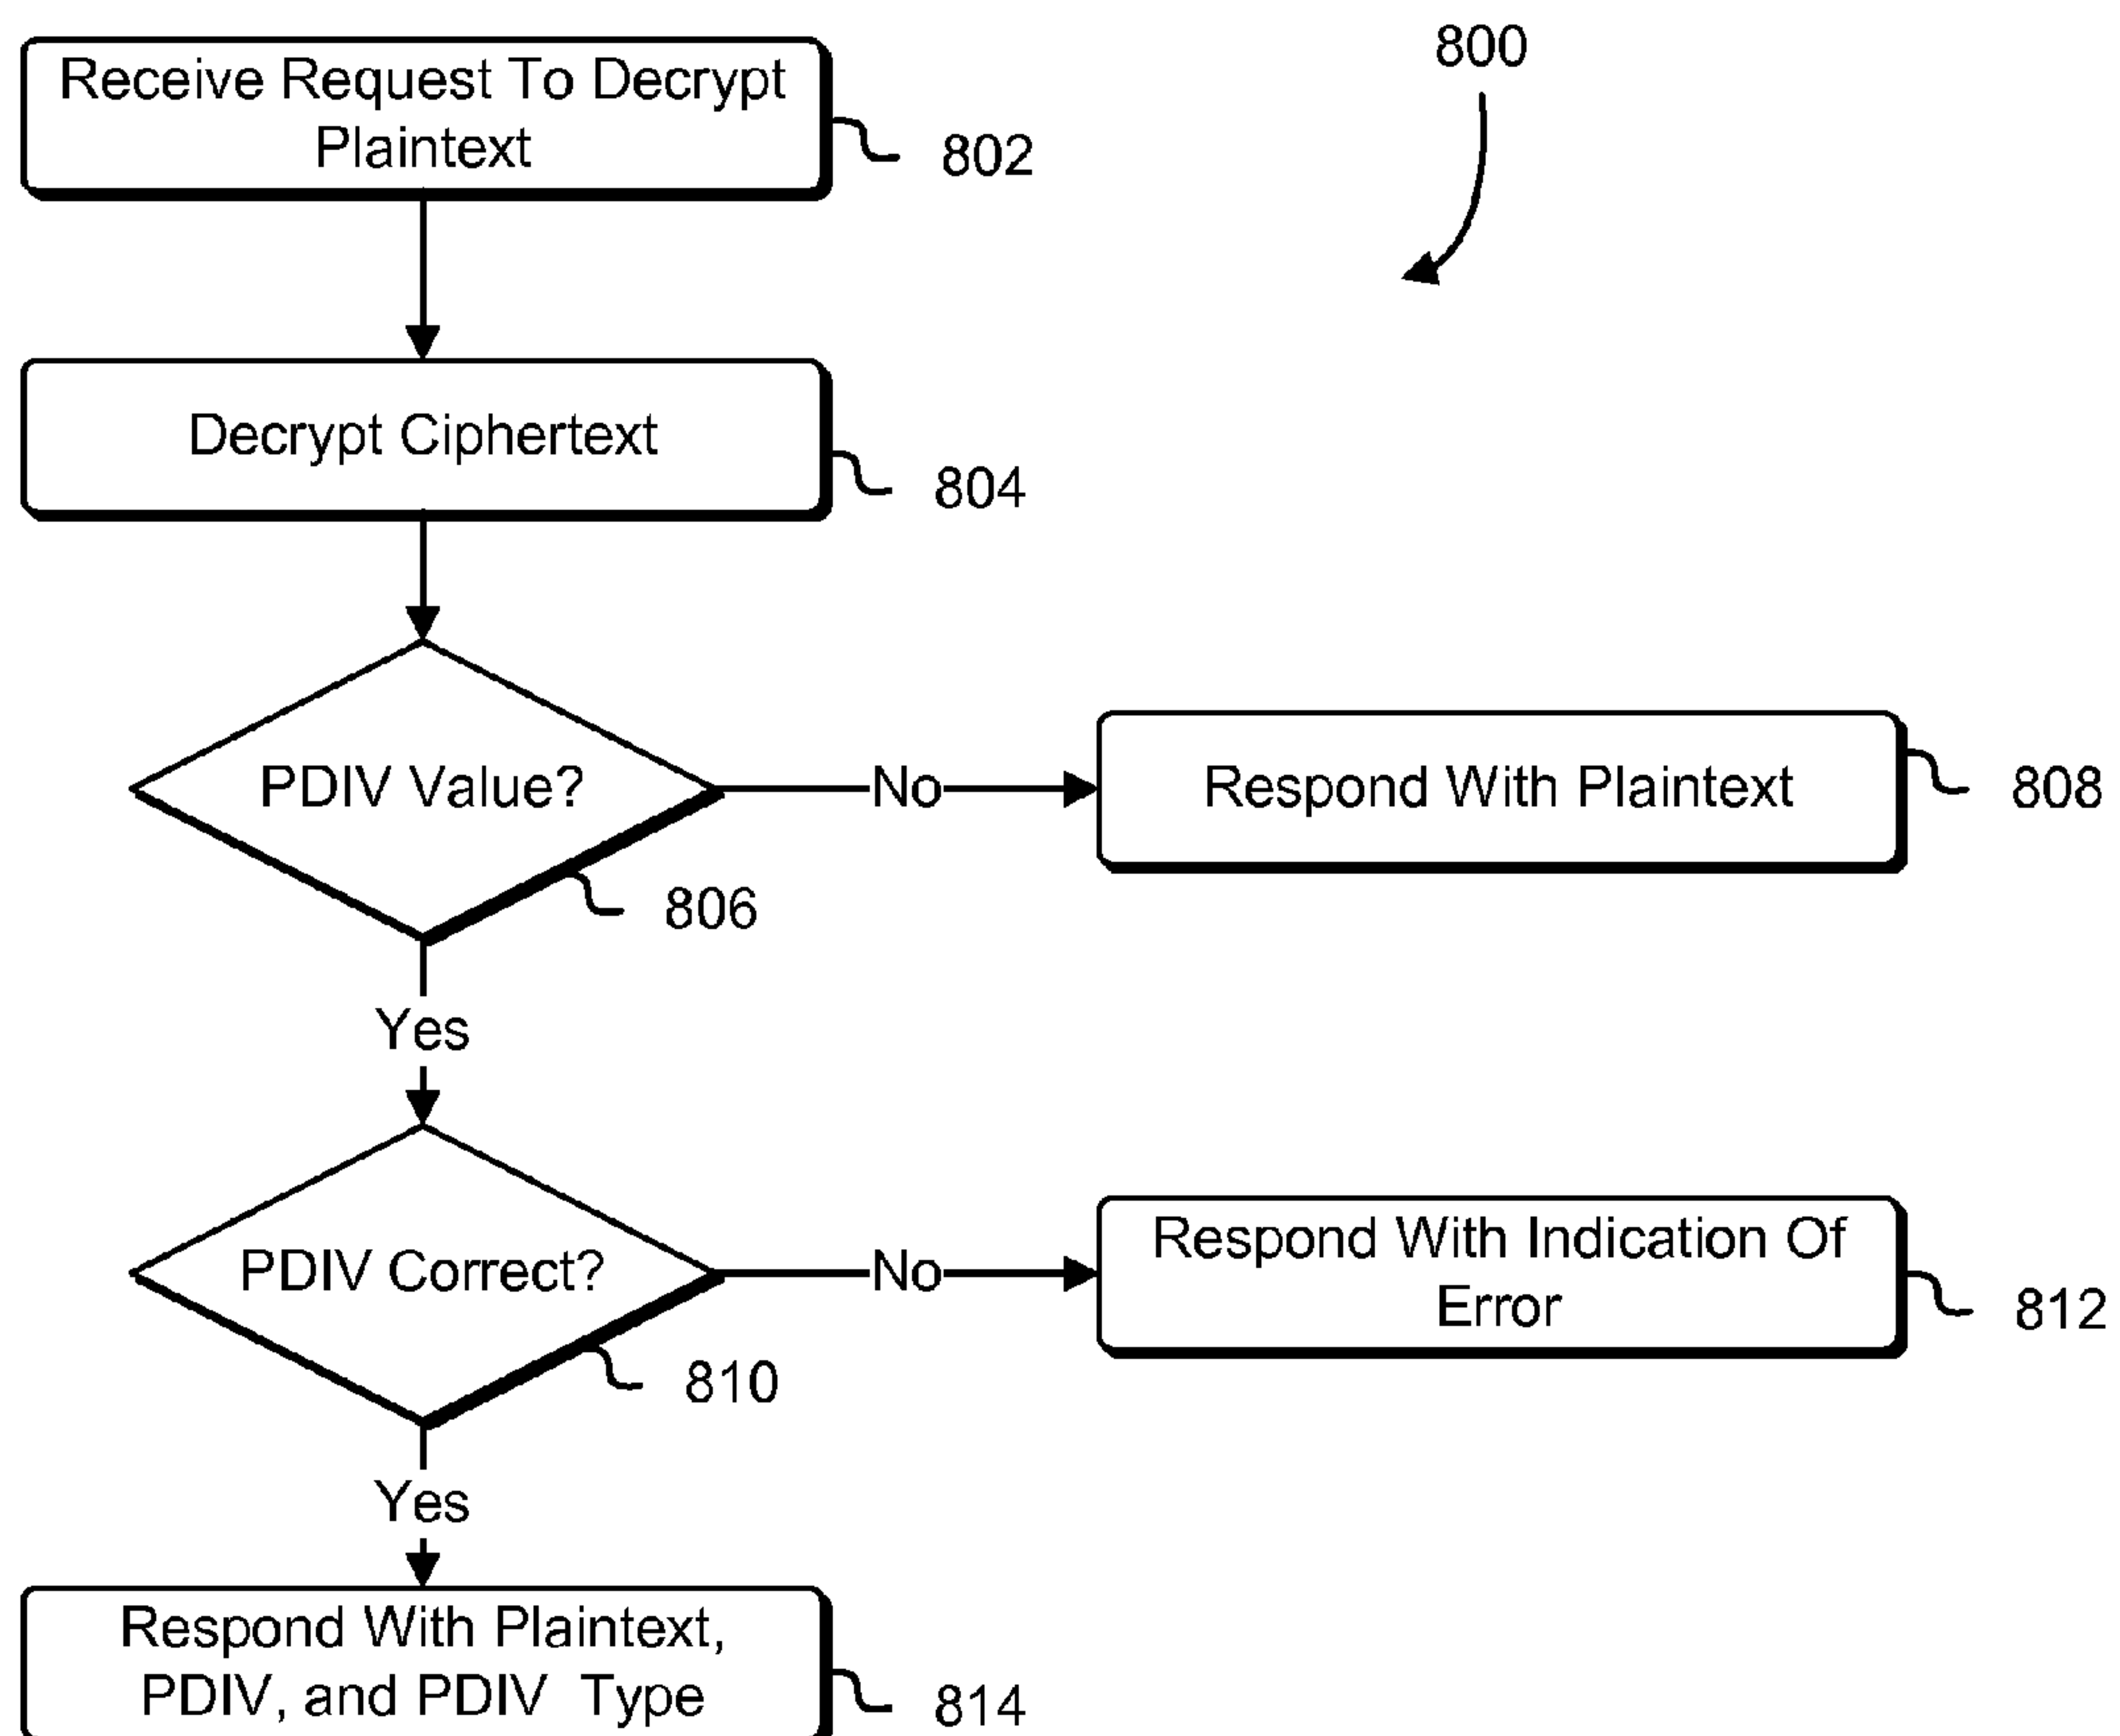 800
Receive Request To Decrypt
Plaintext
802
Decrypt Ciphertext
804
PDIV Value?
No
Respond With Plaintext
808
806
Yes
PDIV Correct?
No
Respond With Indication Of
Error
812
810
Yes
Respond With Plaintext,
PDIV, and PDIV Type
814